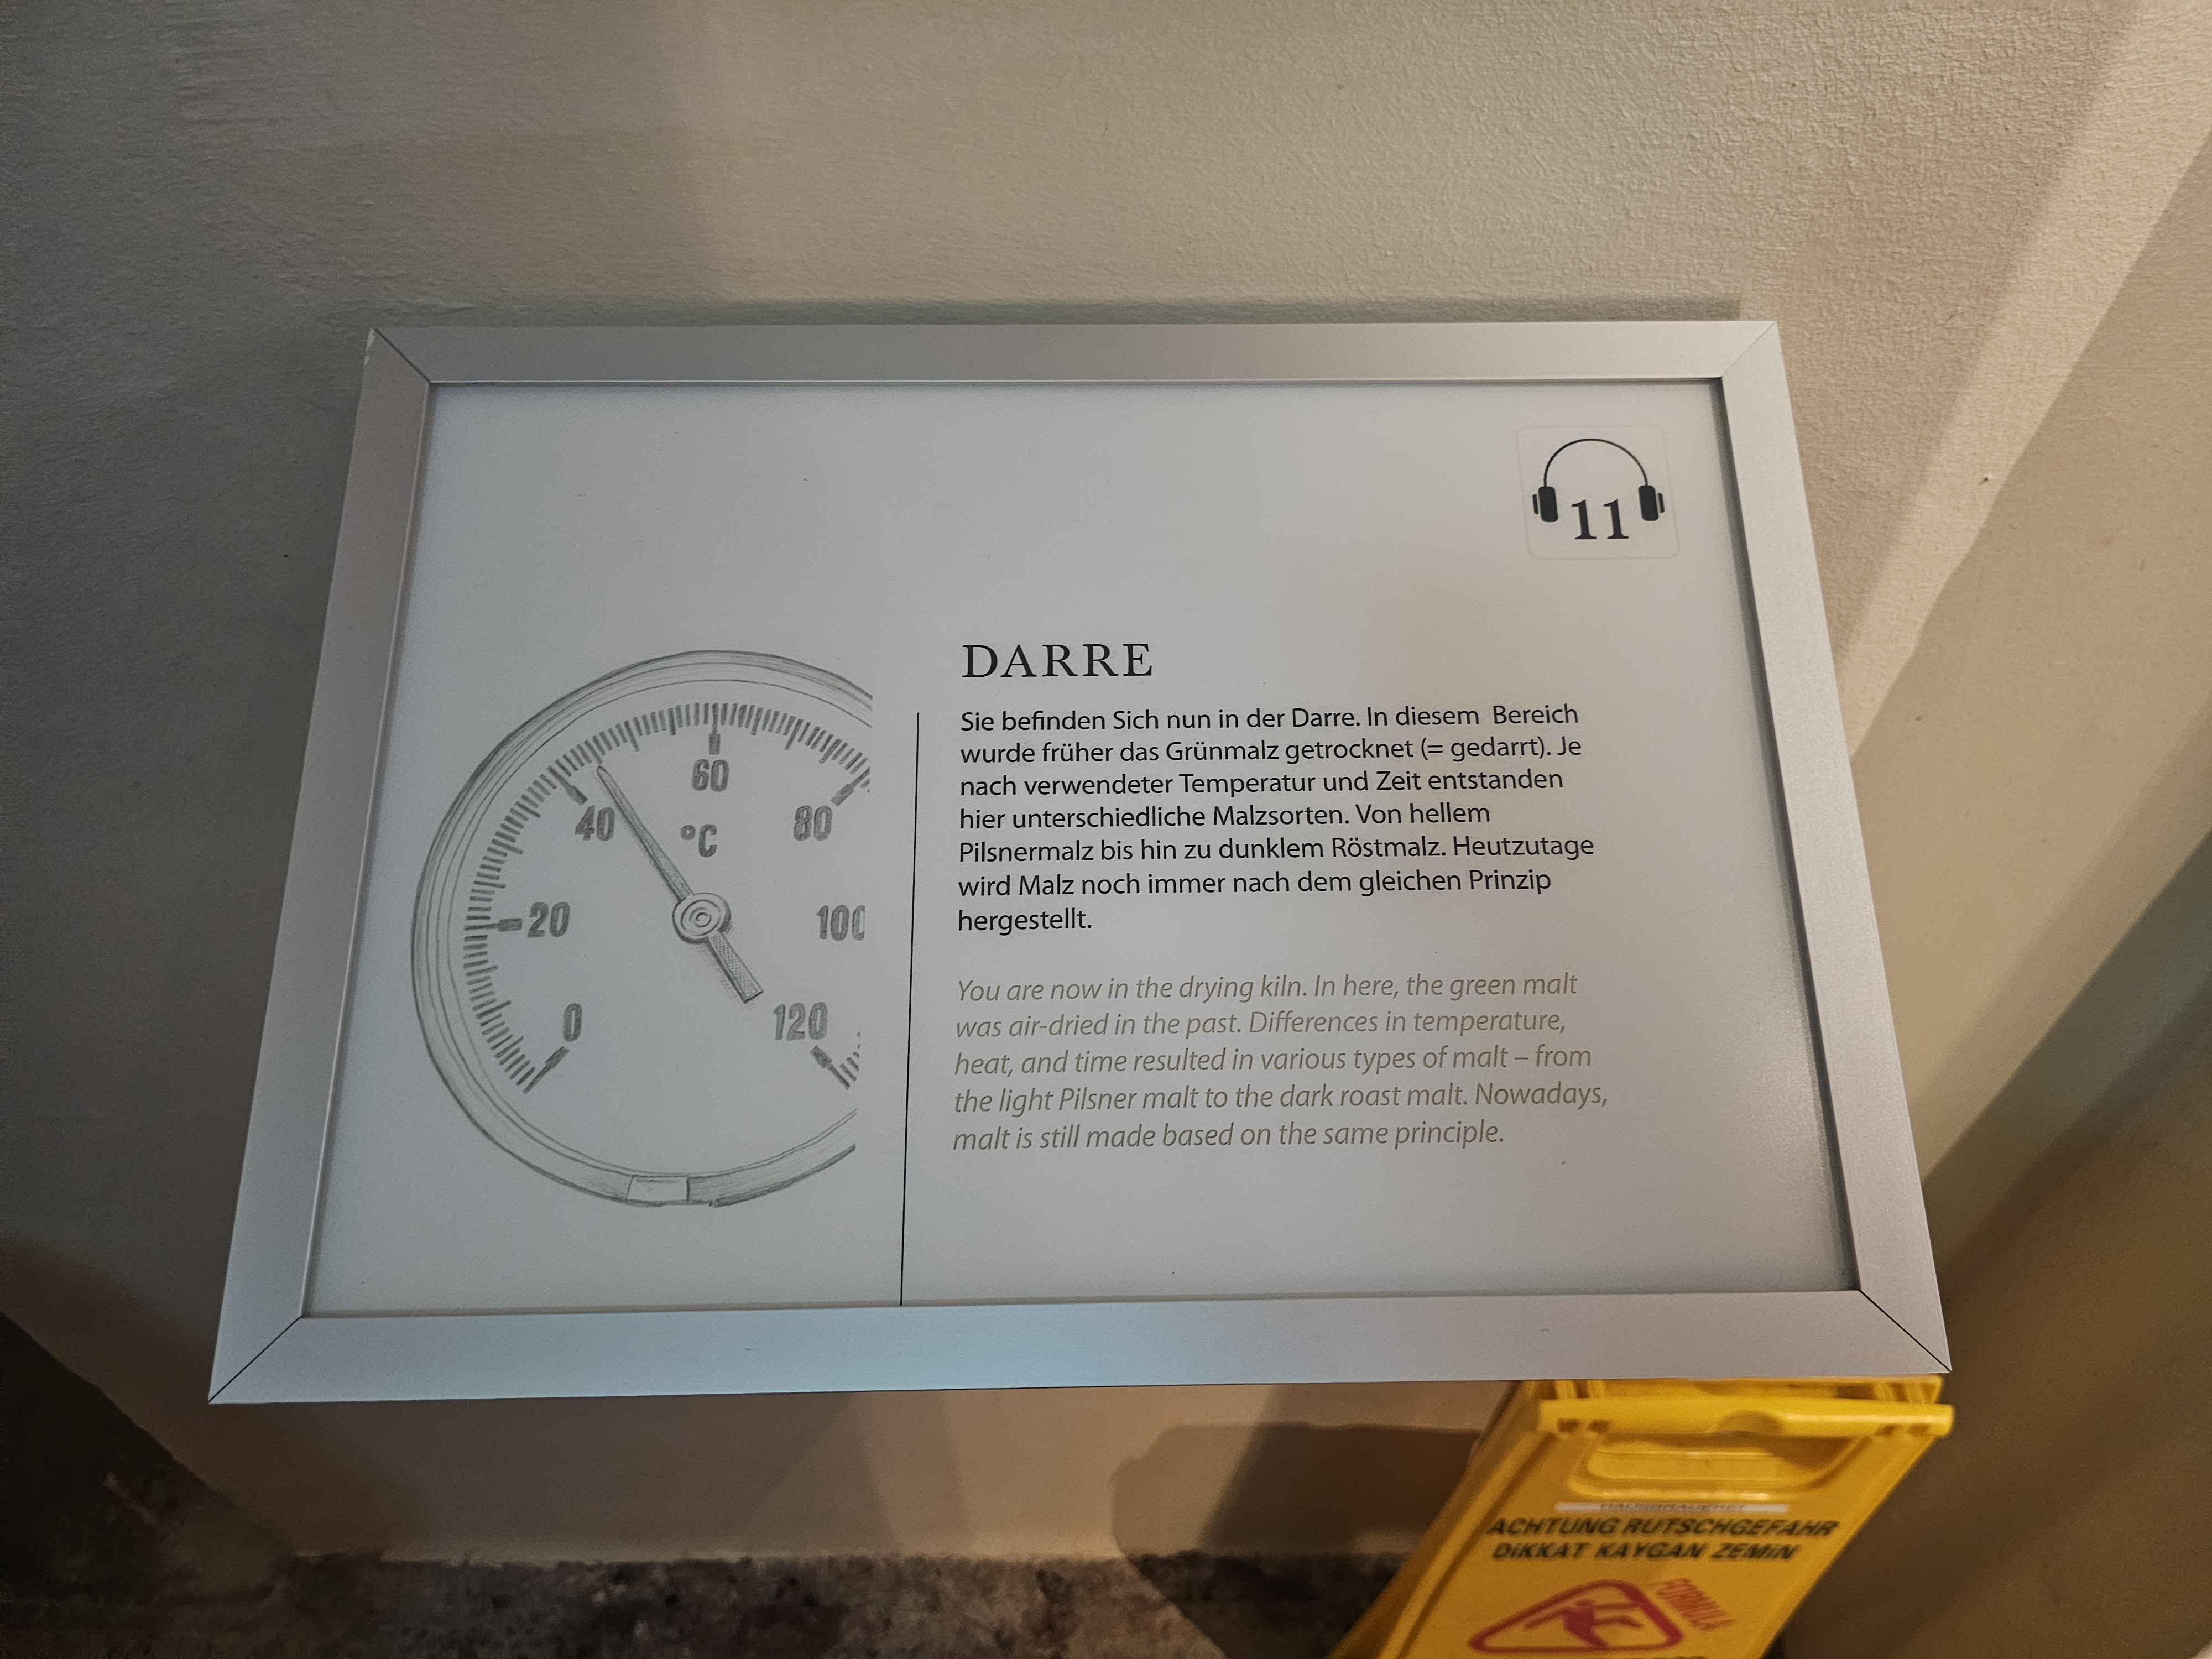 11
DARRE
Sie befinden Sich nun in der Darre. In diesem Bereich
wurde früher das Grünmalz getrocknet (= gedarrt). Je
nach verwendeter Temperatur und Zeit entstanden
hier unterschiedliche Malzsorten. Von hellem
Pilsnermalz bis hin zu dunklem Röstmalz. Heutzutage
wird Malz noch immer nach dem gleichen Prinzip
hergestellt.
You are now in the drying kiln. In here, the green malt
was air-dried in the past. Differences in temperature,
heat, and time resulted in various types of malt – from
the light Pilsner malt to the dark roast malt. Nowadays,
malt is still made based on the same principle.
0
20
40
60
80
100
120
°C
HAUSBRAUEREI
ACHTUNG RUTSCHGEFAHR
DiKKAT KAYGAN ZEMiN
FORMULA